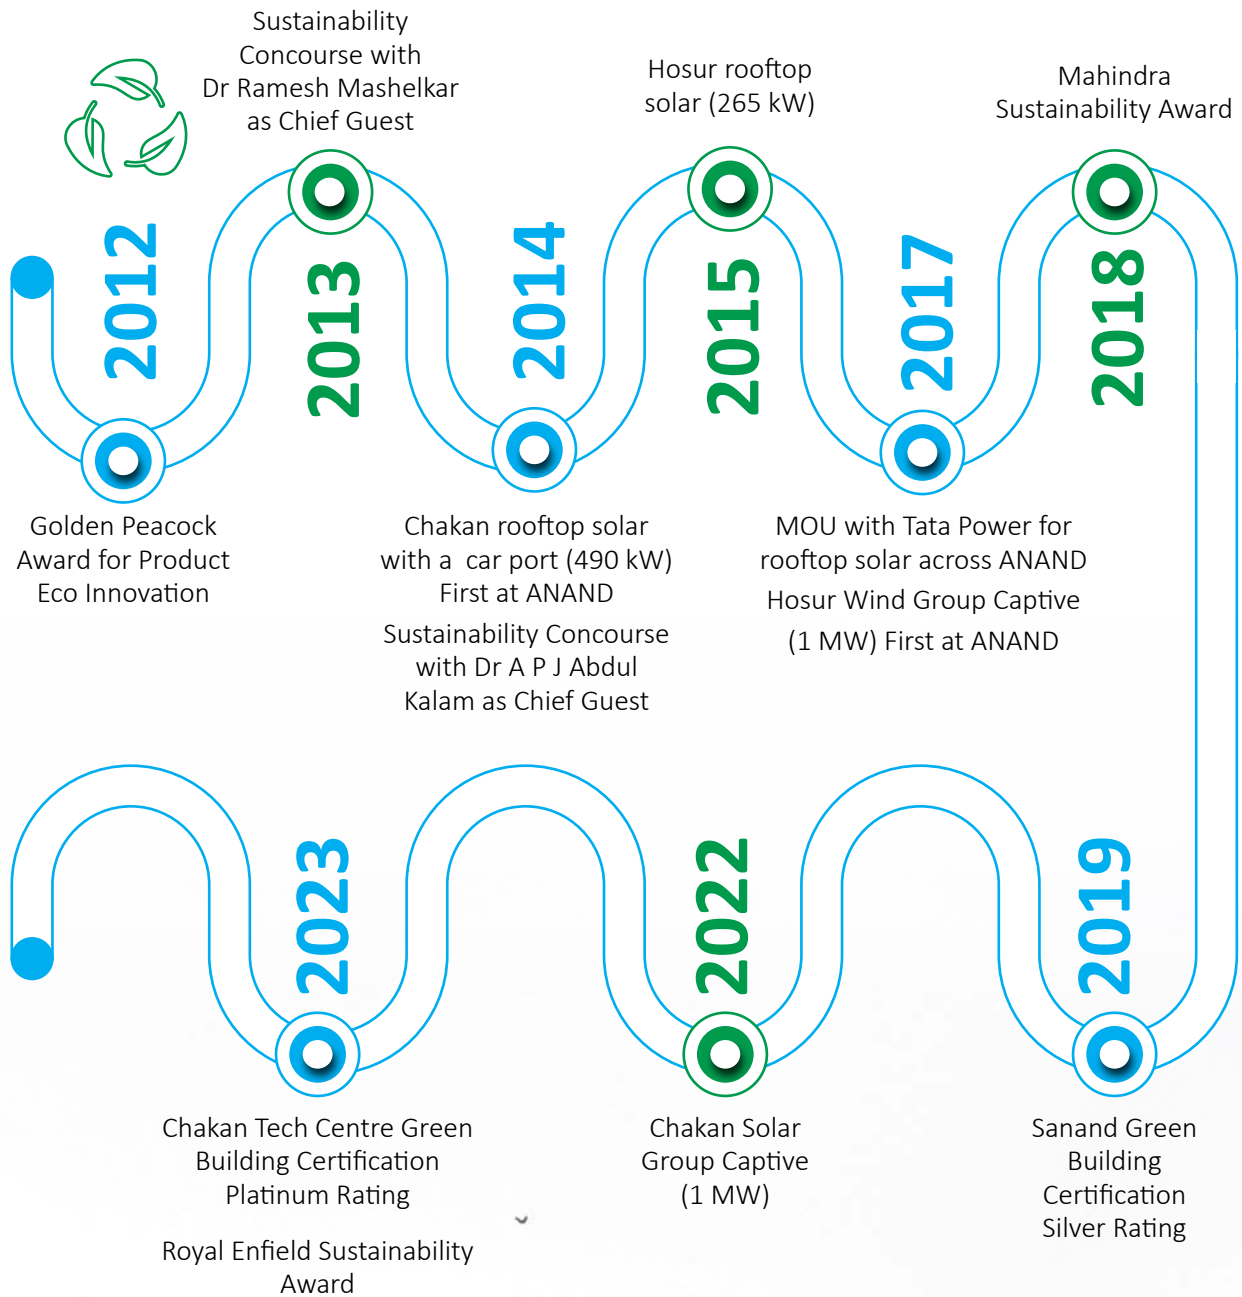 2012
Golden Peacock
Award for Product
Eco Innovation
Sustainability
Concourse with
Dr Ramesh Mashelkar
as Chief Guest
2013
2014
Chakan rooftop solar
with a car port (490 kW)
First at ANAND
Sustainability Concourse
with Dr A P J Abdul
Kalam as Chief Guest
Hosur rooftop
solar (265 kW)
2015
2017
MOU with Tata Power for
rooftop solar across ANAND
Hosur Wind Group Captive
(1 MW) First at ANAND
Mahindra
Sustainability Award
2018
2019
Sanand Green
Building
Certification
Silver Rating
2022
Chakan Solar
Group Captive
(1 MW)
2023
Chakan Tech Centre Green
Building Certification
Platinum Rating
Royal Enfield Sustainability
Award